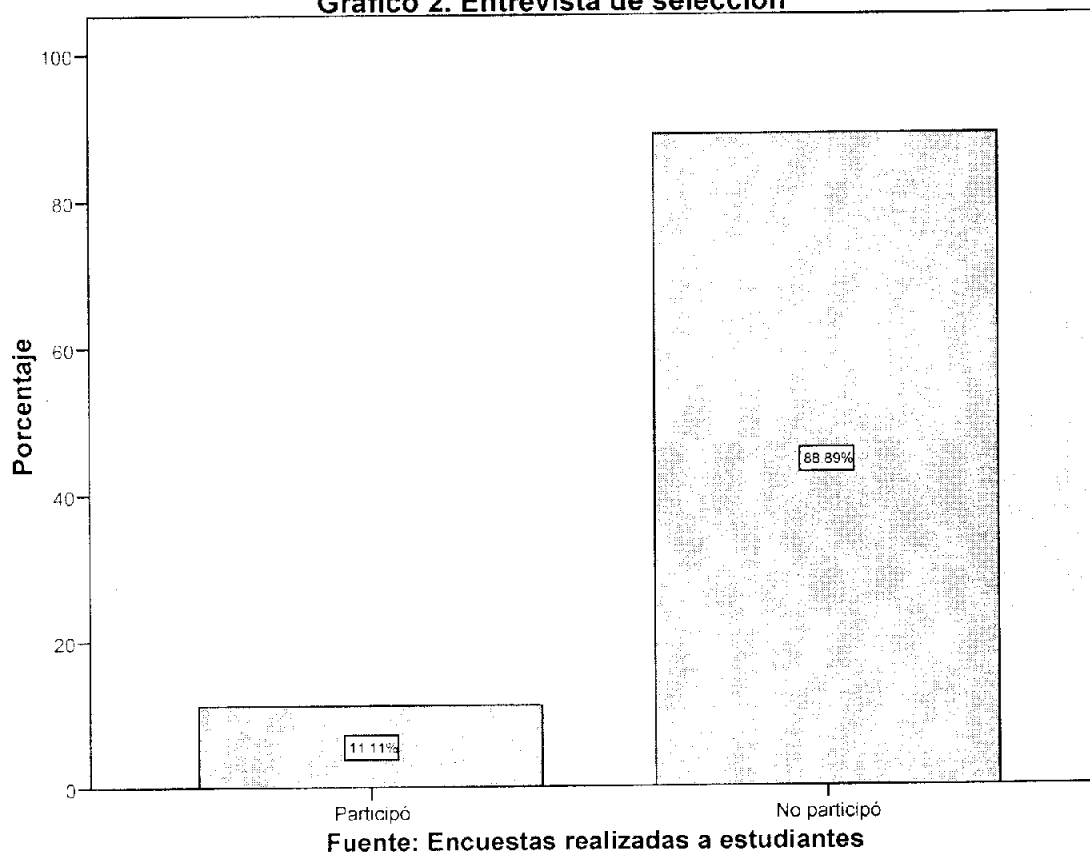 Gráfico 2. Entrevista de selección
100
80
60
40
20
0
Porcentaje
11.11%
88.89%
Participó
No participó
Fuente: Encuestas realizadas a estudiantes